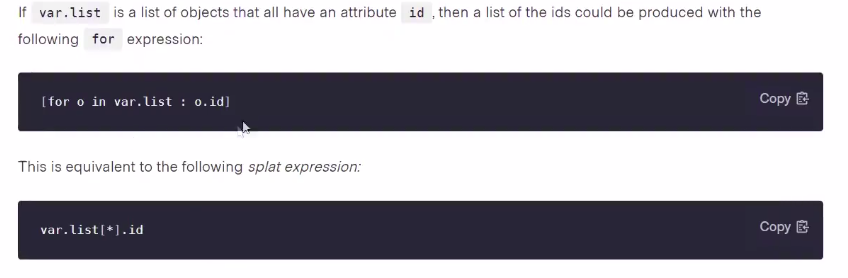 If var.list is a list of objects that all have an attribute id , then a list of the ids could be produced with the
following for expression:
[for o in var.list : o.id]
Copy
This is equivalent to the following splat expression:
var.list[*].id
Copy